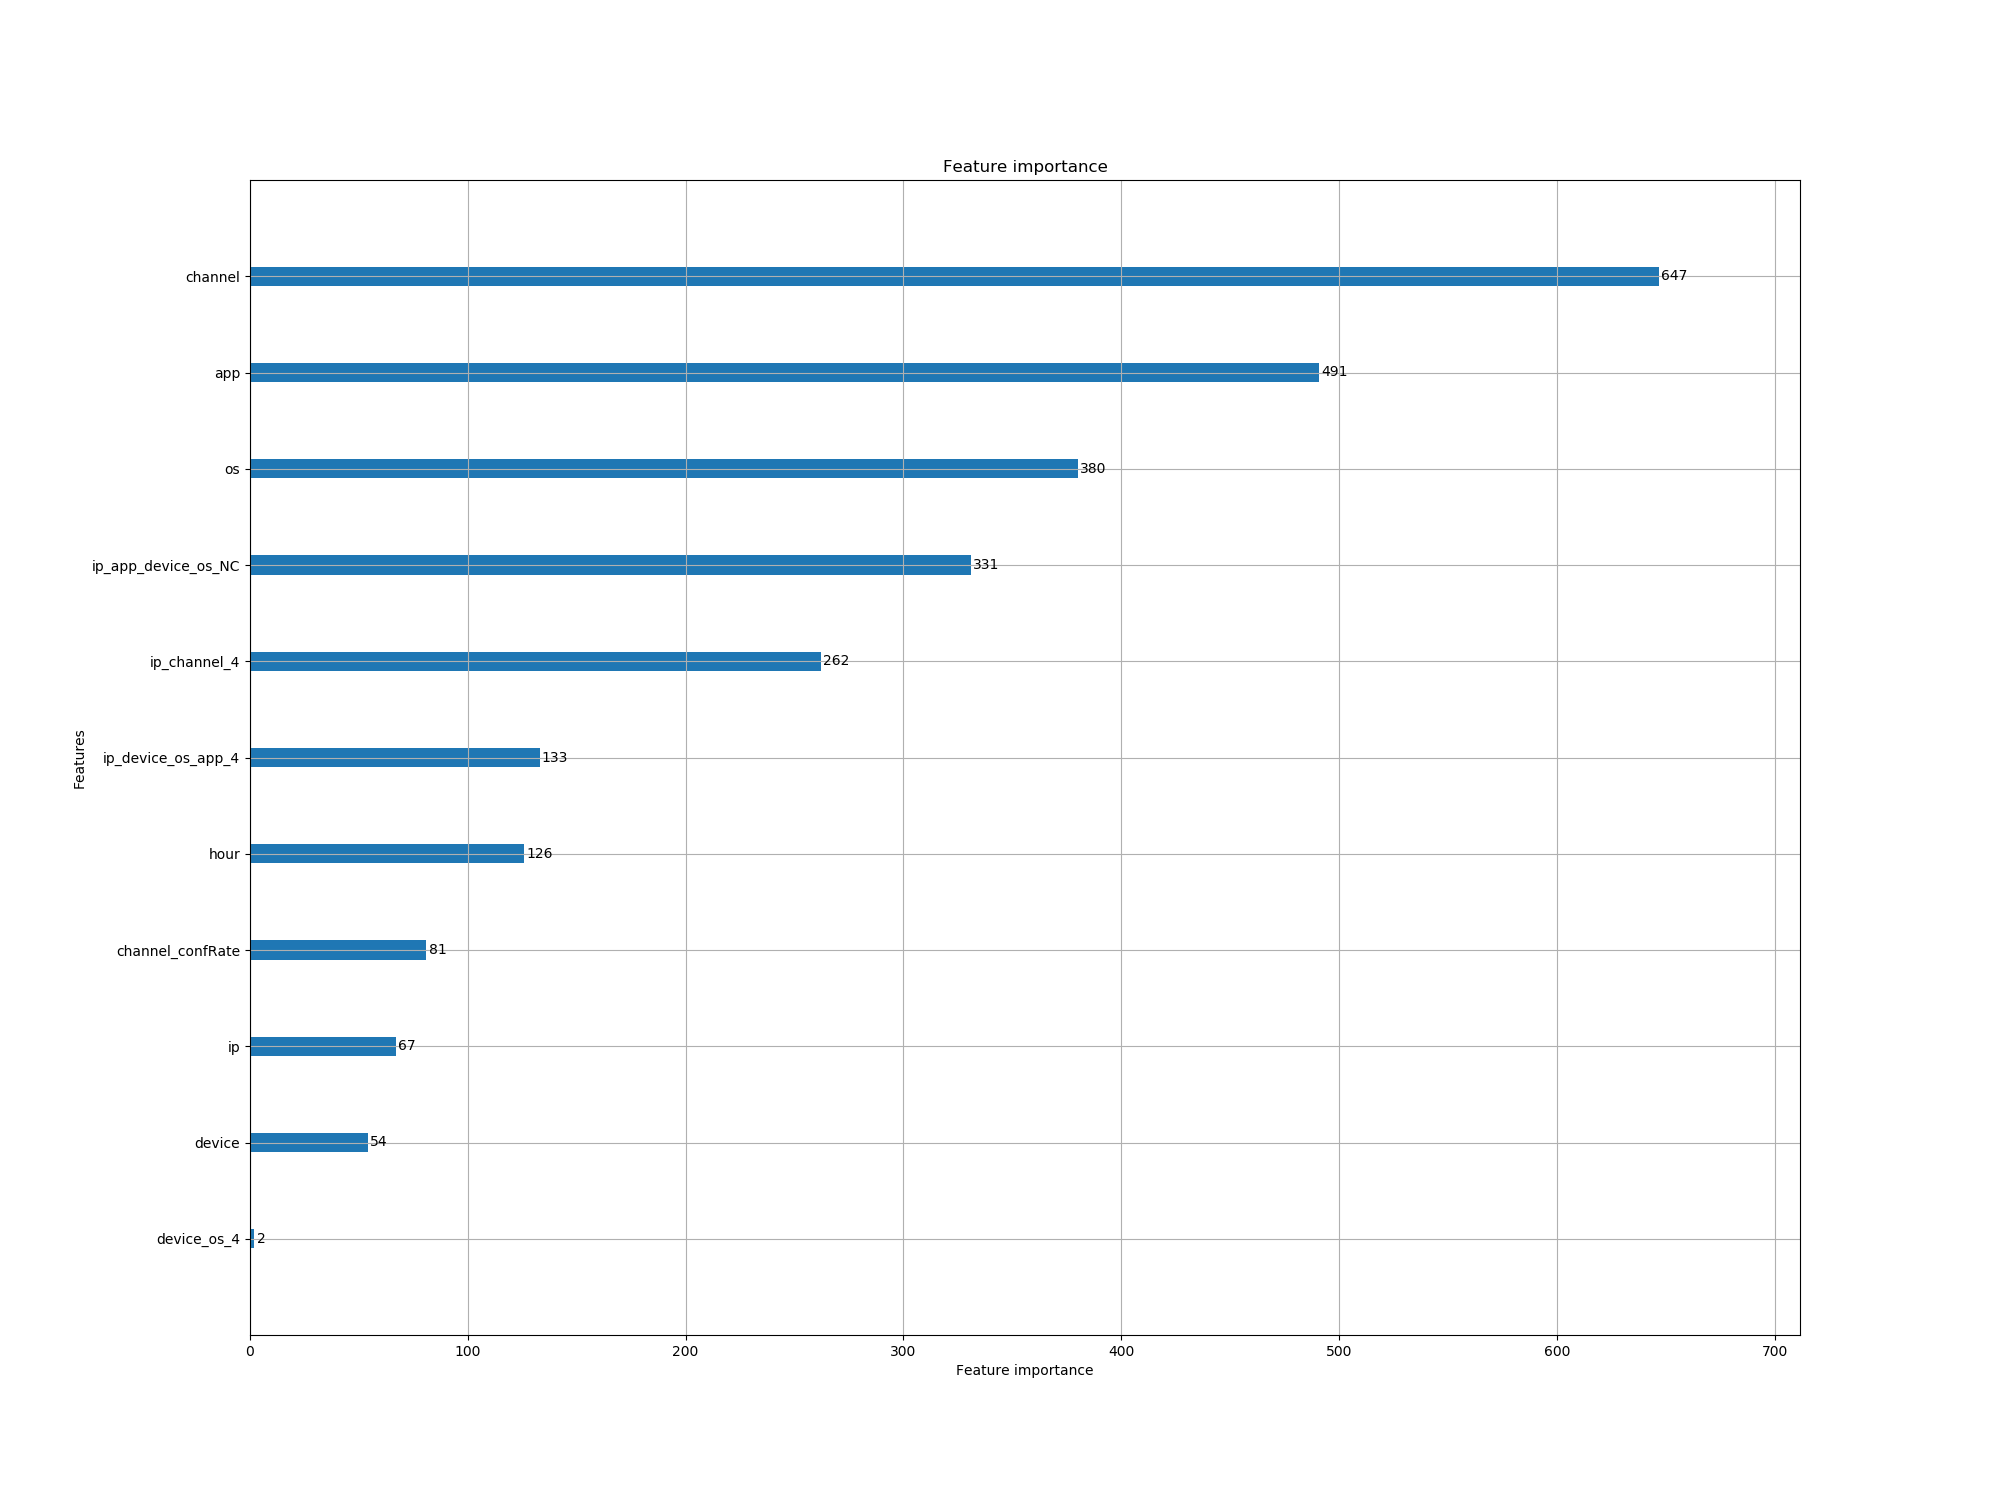 Feature importance
channel 647
app 491
os 380
ip_app_device_os_NC 331
ip_channel_4 262
ip_device_os_app_4 133
Features
hour 126
channel_confRate 81
ip 67
device 54
device_os_4 2
0 100 200 300 400 500 600 700
Feature importance